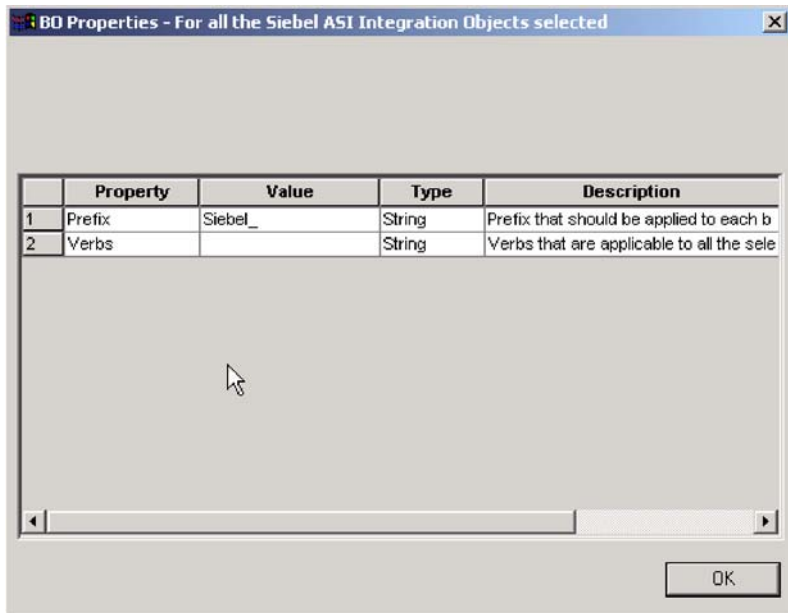 BO Properties - For all the Siebel ASI Integration Objects selected
Property Value Type Description
1 Prefix Siebel_ String Prefix that should be applied to each b
2 Verbs String Verbs that are applicable to all the sele
OK